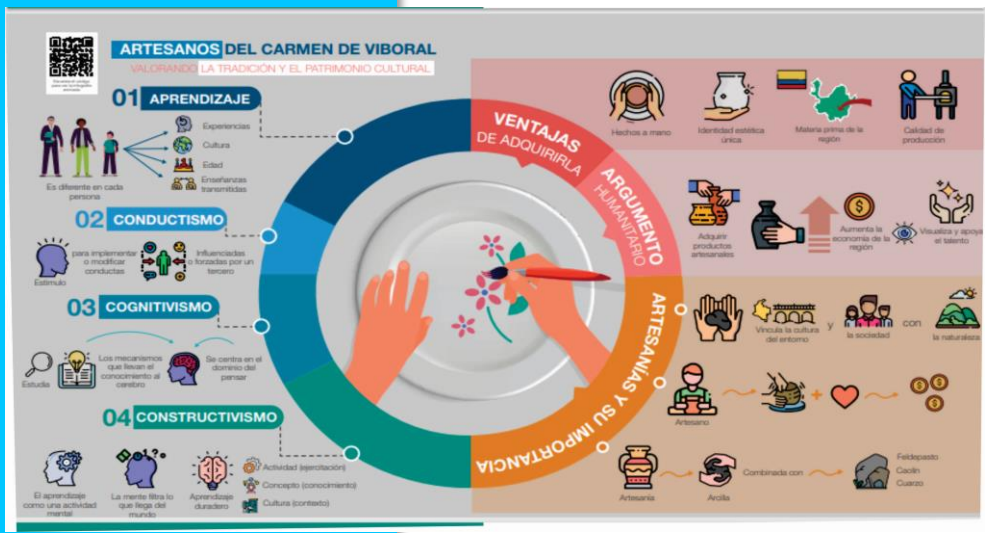 ARTESANOS DEL CARMEN DE VIBORAL
VALORANDO LA TRADICIÓN Y EL PATRIMONIO CULTURAL
01 APRENDIZAJE
Experiencias
Cultura
Edad
Enseñanzas
transmitidas
Es diferente en cada
persona
02 CONDUCTISMO
Estímulo
para implementar
o modificar
conductas
Influenciadas
o forzadas por un
tercero
03 COGNITIVISMO
Estudia
Los mecanismos
que llevan el
conocimiento al
cerebro
Se centra en el
dominio del
pensar
04 CONSTRUCTIVISMO
El aprendizaje
como una actividad
mental
La mente filtra lo
que llega del
mundo
Aprendizaje
duradero
Actividad (ejercitación)
Concepto (conocimiento)
Cultura (contexto)
VENTAJAS
DE ADQUIRIRLA
Hechos a mano
Identidad estética
única
Materia prima de la
región
Calidad de
producción
ARGUMENTO
HUMANITARIO
Adquirir
productos
artesanales
Aumenta la
economía de la
región
Visualiza y apoya
el talento
ARTESANÍAS Y SU IMPORTANCIA
Vincula la cultura
del entorno
y
la sociedad
con
la naturaleza
Artesano
Artesanía
Arcilla
Combinada con
Feldepasto
Caolín
Cuarzo